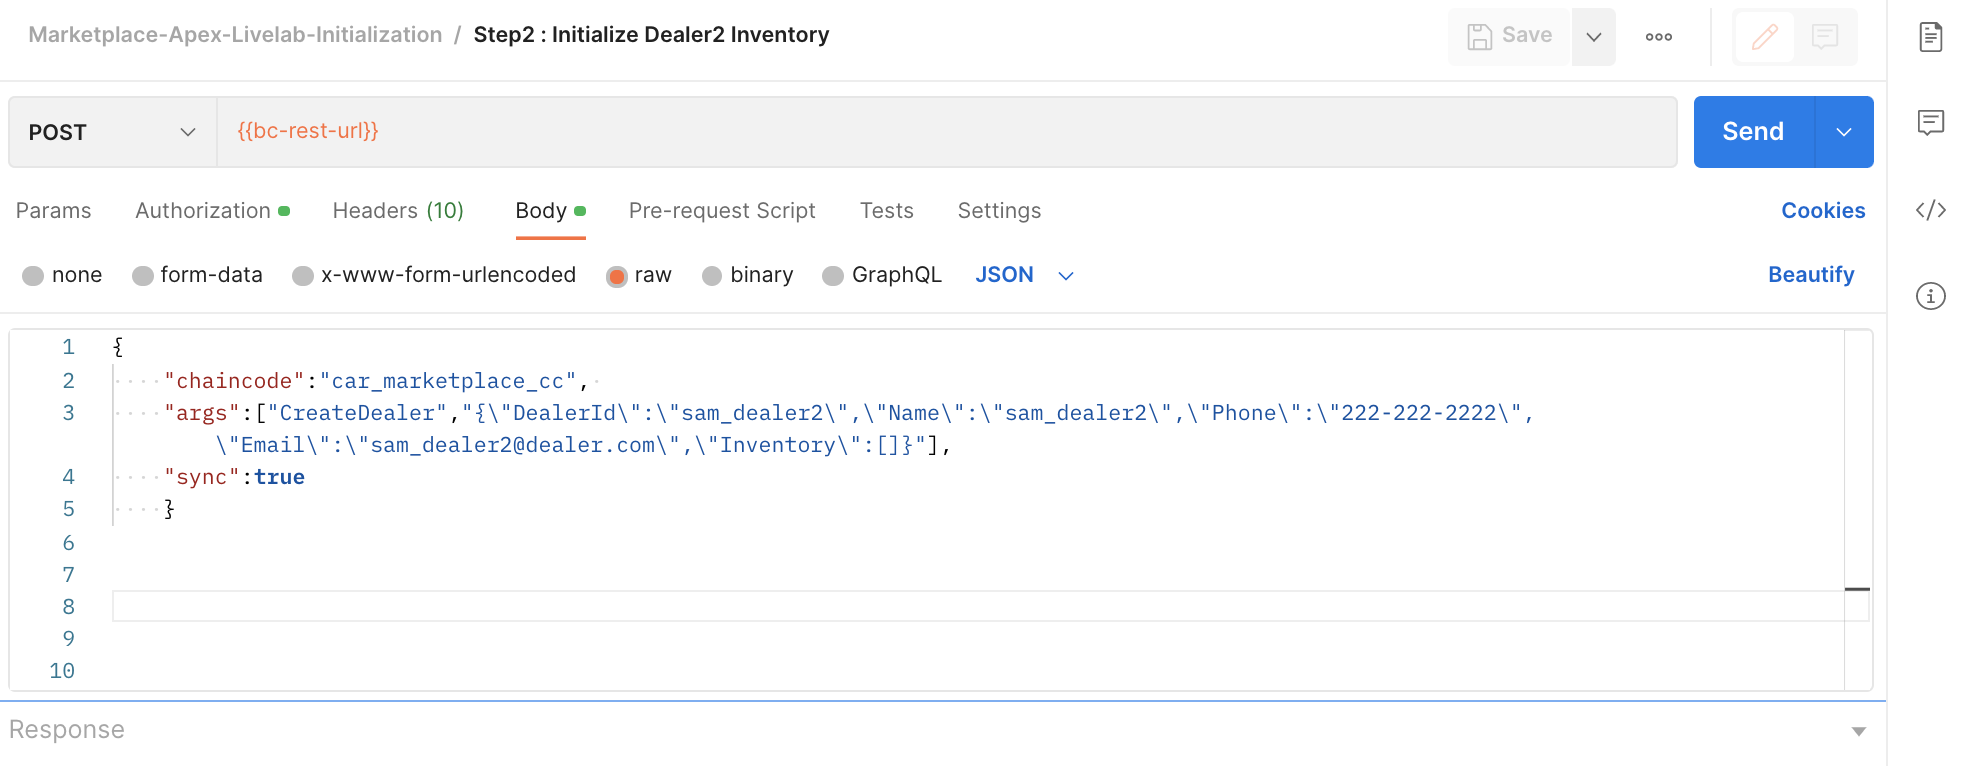 Marketplace-Apex-Livelab-Initialization / Step2 : Initialize Dealer2 Inventory
Save
POST {{bc-rest-url}} Send
Params Authorization Headers (10) Body Pre-request Script Tests Settings Cookies
none form-data x-www-form-urlencoded raw binary GraphQL JSON Beautify
1 {
2 "chaincode":"car_marketplace_cc",
3 "args":["CreateDealer","{\"DealerId\":\"sam_dealer2\",\"Name\":\"sam_dealer2\",\"Phone\":\"222-222-2222\",
\"Email\":\"sam_dealer2@dealer.com\",\"Inventory\":[]}"],
4 "sync":true
5 }
6
7
8
9
10
Response